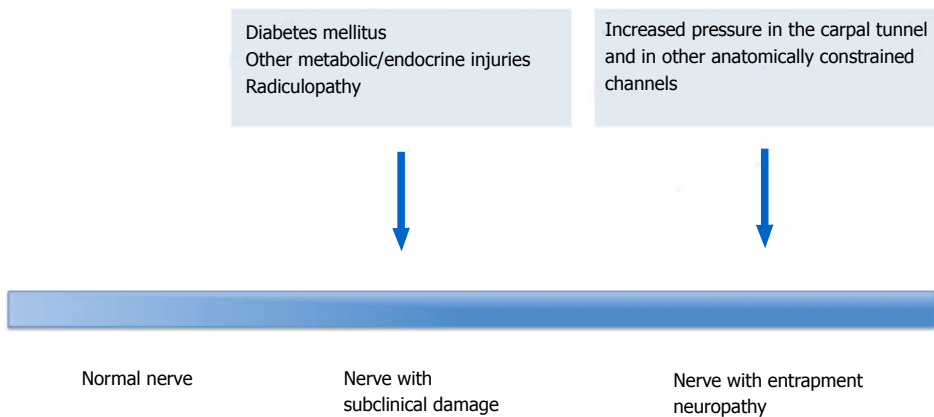 Diabetes mellitus
Other metabolic/endocrine injuries
Radiculopathy
Increased pressure in the carpal tunnel
and in other anatomically constrained
channels
Normal nerve
Nerve with
subclinical damage
Nerve with entrapment
neuropathy